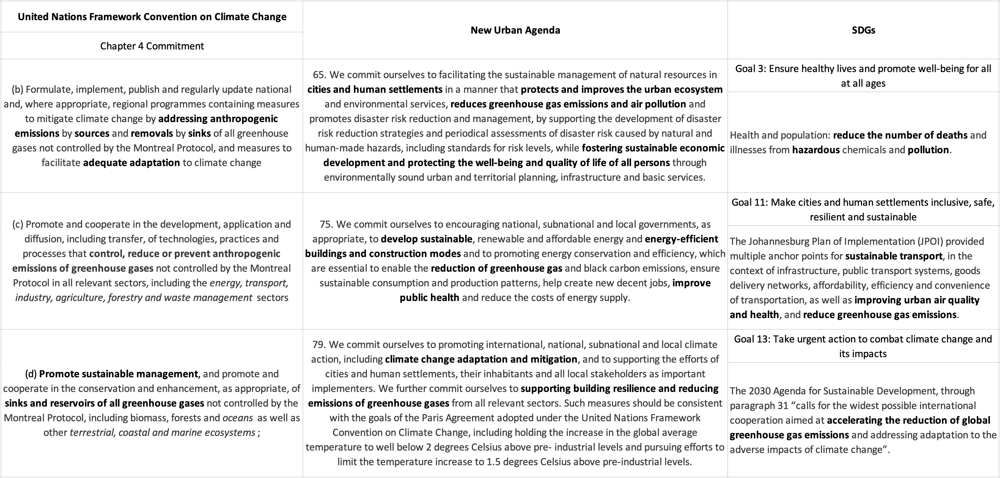 United Nations Framework Convention on Climate Change
Chapter 4 Commitment
New Urban Agenda
SDGs
(b) Formulate, implement, publish and regularly update national
and, where appropriate, regional programmes containing measures
to mitigate climate change by addressing anthropogenic
emissions by sources and removals by sinks of all greenhouse
gases not controlled by the Montreal Protocol, and measures to
facilitate adequate adaptation to climate change
65. We commit ourselves to facilitating the sustainable management of natural resources in
cities and human settlements in a manner that protects and improves the urban ecosystem
and environmental services, reduces greenhouse gas emissions and air pollution and
promotes disaster risk reduction and management, by supporting the development of disaster
risk reduction strategies and periodical assessments of disaster risk caused by natural and
human-made hazards, including standards for risk levels, while fostering sustainable economic
development and protecting the well-being and quality of life of all persons through
environmentally sound urban and territorial planning, infrastructure and basic services.
Goal 3: Ensure healthy lives and promote well-being for all
at all ages
Health and population: reduce the number of deaths and
illnesses from hazardous chemicals and pollution.
(c) Promote and cooperate in the development, application and
diffusion, including transfer, of technologies, practices and
processes that control, reduce or prevent anthropogenic
emissions of greenhouse gases not controlled by the Montreal
Protocol in all relevant sectors, including the energy, transport,
industry, agriculture, forestry and waste management sectors
75. We commit ourselves to encouraging national, subnational and local governments, as
appropriate, to develop sustainable, renewable and affordable energy and energy-efficient
buildings and construction modes and to promoting energy conservation and efficiency, which
are essential to enable the reduction of greenhouse gas and black carbon emissions, ensure
sustainable consumption and production patterns, help create new decent jobs, improve
public health and reduce the costs of energy supply.
Goal 11: Make cities and human settlements inclusive, safe,
resilient and sustainable
The Johannesburg Plan of Implementation (JPOI) provided
multiple anchor points for sustainable transport, in the
context of infrastructure, public transport systems, goods
delivery networks, affordability, efficiency and convenience
of transportation, as well as improving urban air quality
and health, and reduce greenhouse gas emissions.
(d) Promote sustainable management, and promote and
cooperate in the conservation and enhancement, as appropriate, of
sinks and reservoirs of all greenhouse gases not controlled by the
Montreal Protocol, including biomass, forests and oceans as well as
other terrestrial, coastal and marine ecosystems ;
79. We commit ourselves to promoting international, national, subnational and local climate
action, including climate change adaptation and mitigation, and to supporting the efforts of
cities and human settlements, their inhabitants and all local stakeholders as important
implementers. We further commit ourselves to supporting building resilience and reducing
emissions of greenhouse gases from all relevant sectors. Such measures should be consistent
with the goals of the Paris Agreement adopted under the United Nations Framework
Convention on Climate Change, including holding the increase in the global average
temperature to well below 2 degrees Celsius above pre- industrial levels and pursuing efforts to
limit the temperature increase to 1.5 degrees Celsius above pre-industrial levels.
Goal 13: Take urgent action to combat climate change and
its impacts
The 2030 Agenda for Sustainable Development, through
paragraph 31 “calls for the widest possible international
cooperation aimed at accelerating the reduction of global
greenhouse gas emissions and addressing adaptation to the
adverse impacts of climate change”.